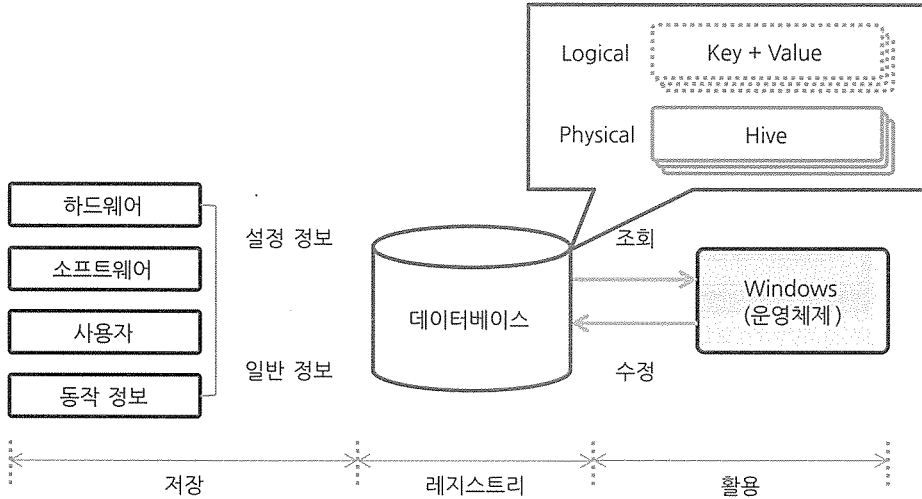 Logical
Key + Value
Physical
Hive
하드웨어
소프트웨어
사용자
동작 정보
설정 정보
일반 정보
데이터베이스
조회
수정
Windows
(운영체제)
저장
레지스트리
활용